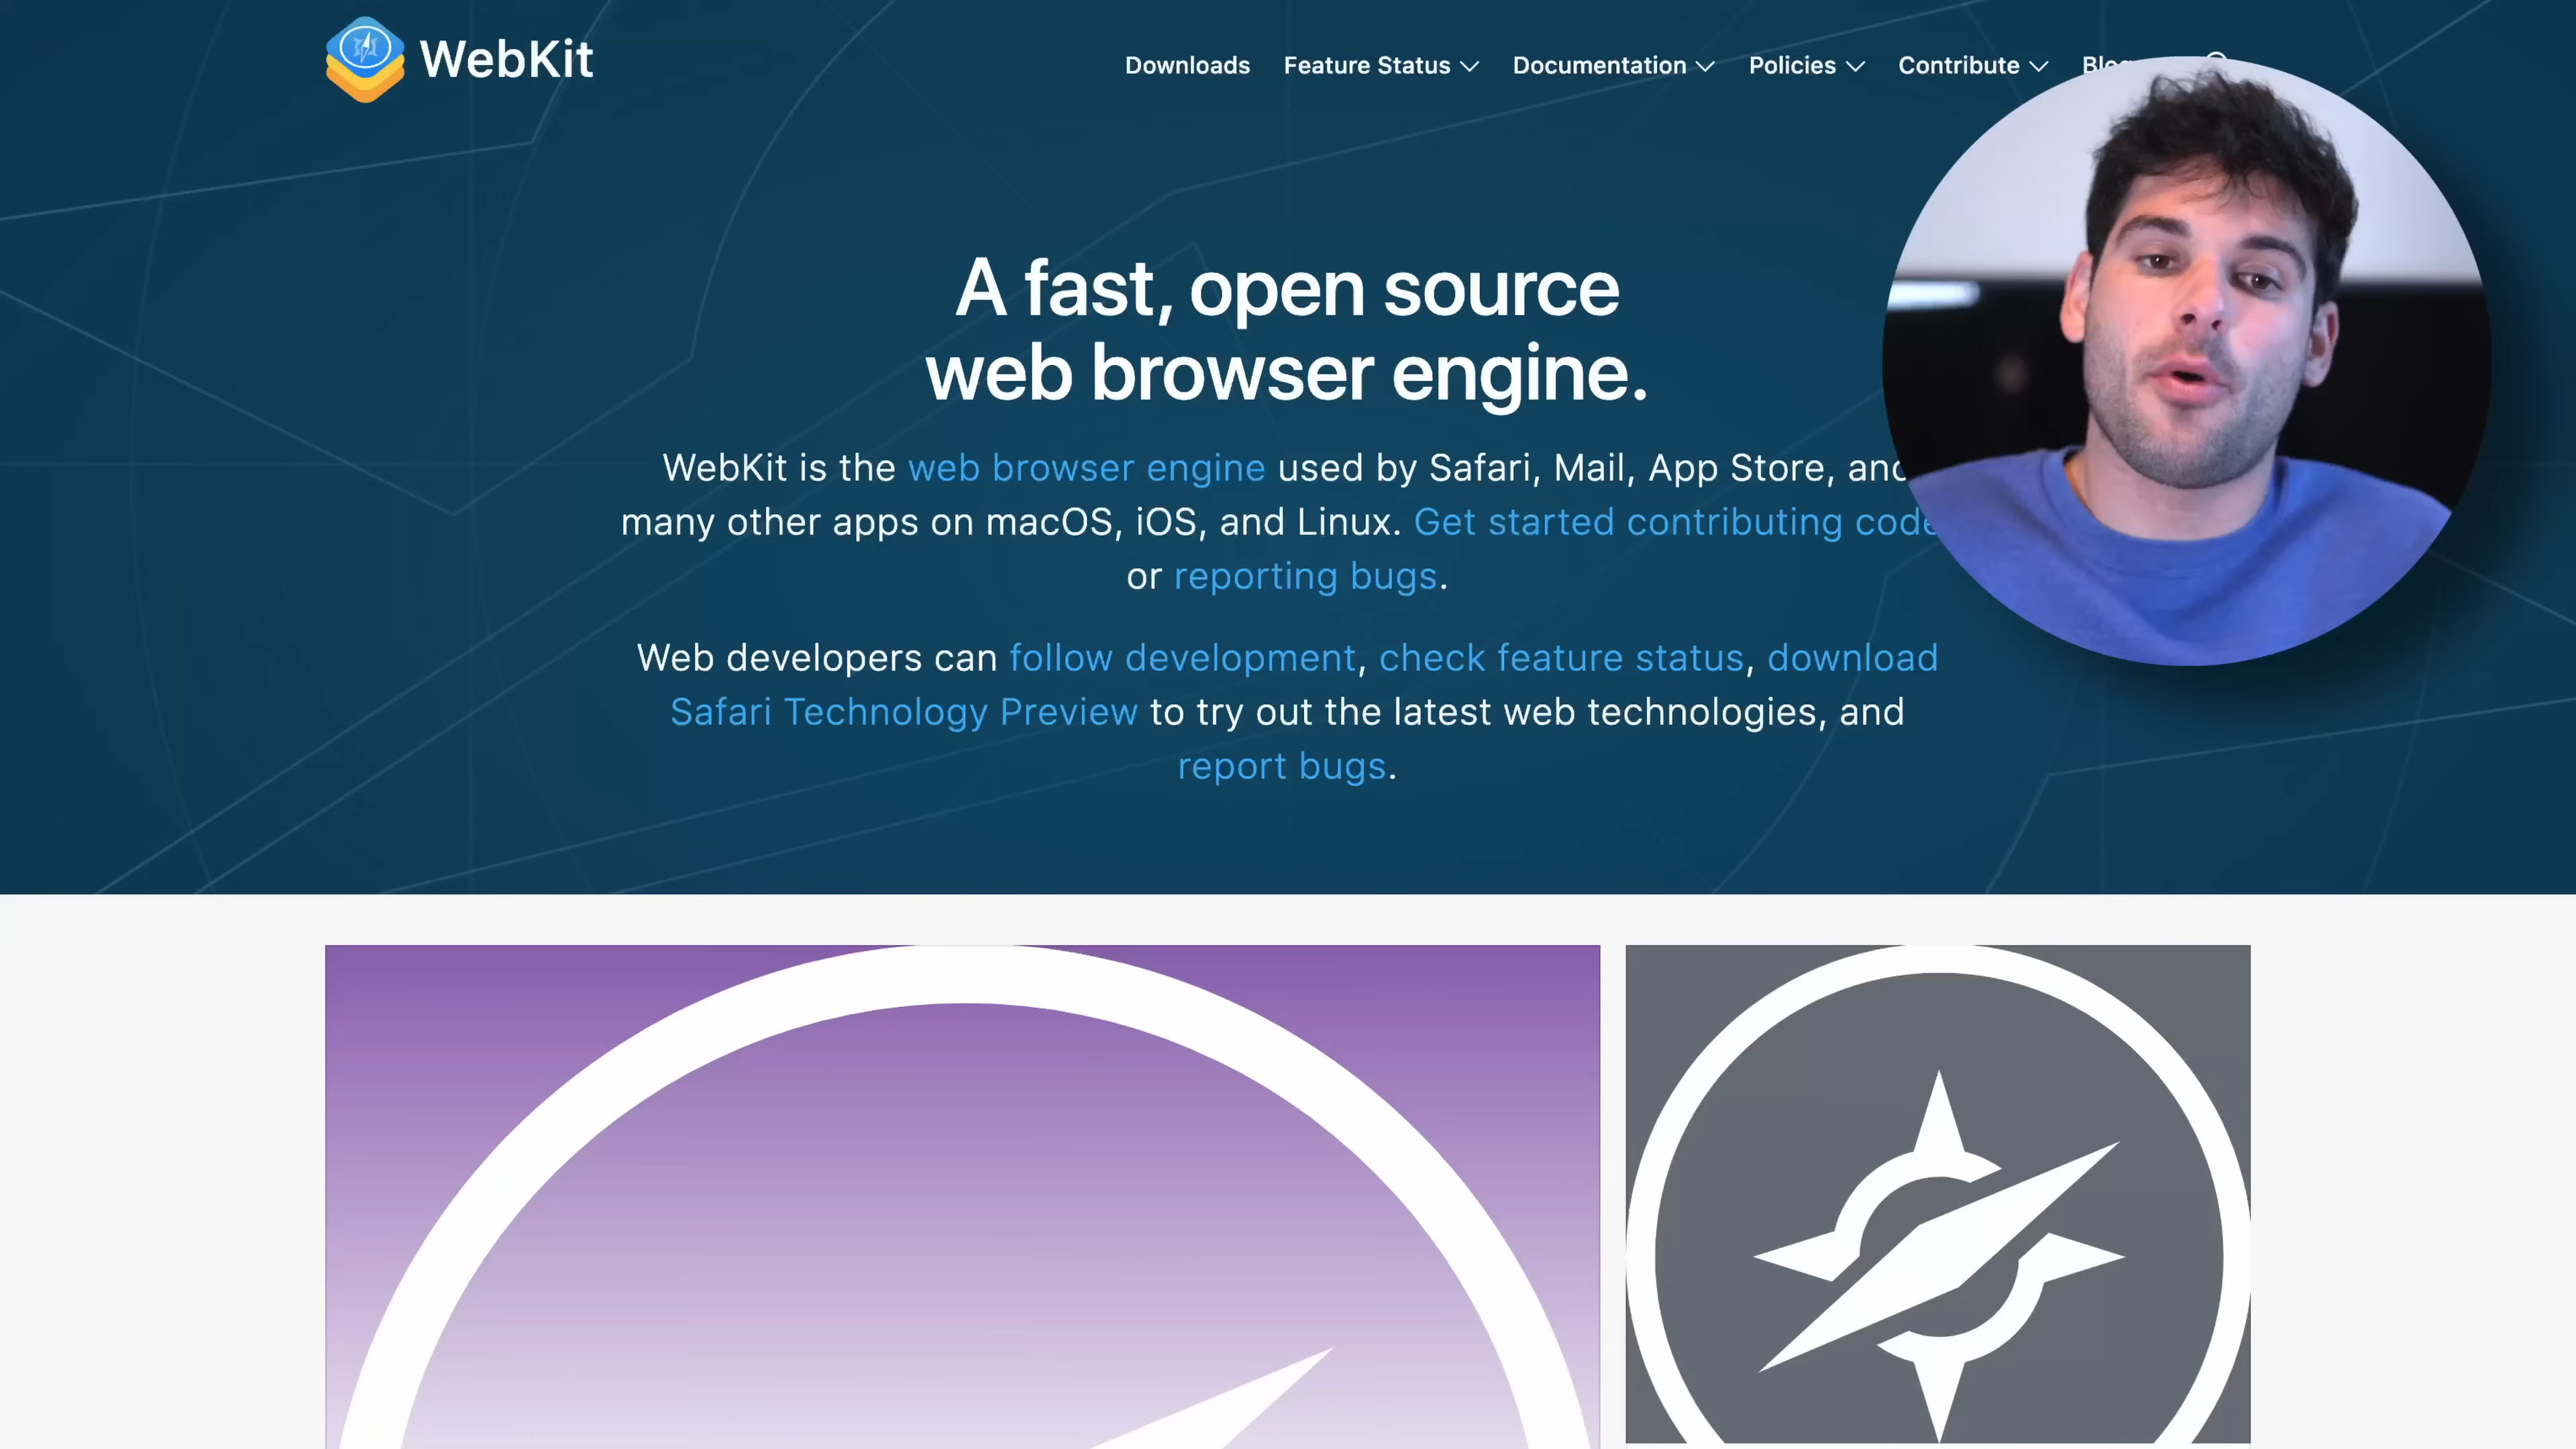 WebKit
Downloads Feature Status Documentation Policies Contribute
A fast, open source
web browser engine.
WebKit is the web browser engine used by Safari, Mail, App Store, and
many other apps on macOS, iOS, and Linux. Get started contributing code
or reporting bugs.
Web developers can follow development, check feature status, download
Safari Technology Preview to try out the latest web technologies, and
report bugs.